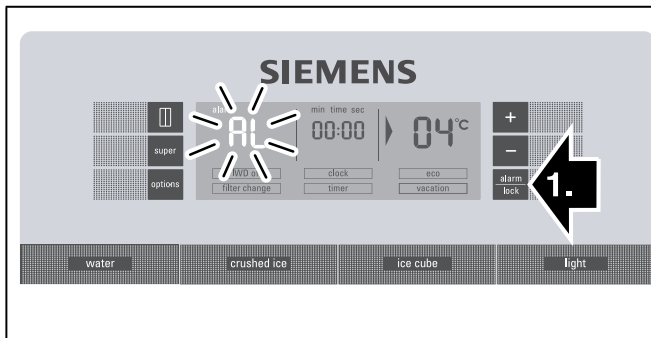 SIEMENS
alarm
min time sec
super
options
AL
00:00
04°C
+
−
alarm
lock
1.
clock
eco
filter change
timer
vacation
water
crushed ice
ice cube
light